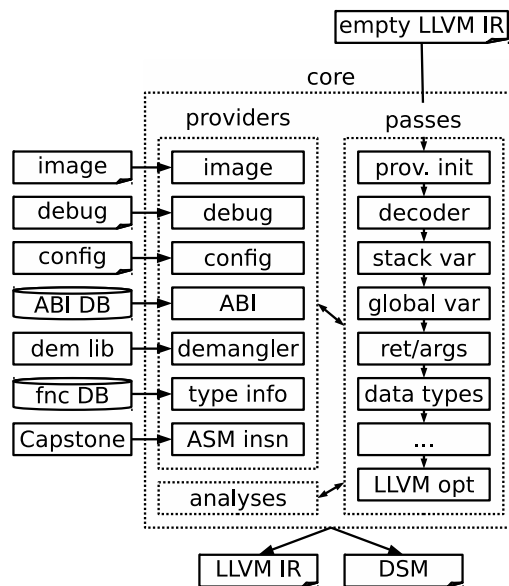 empty LLVM IR
core
providers
passes
image
image
prov. init
debug
debug
decoder
config
config
stack var
ABI DB
ABI
global var
dem lib
demangler
ret/args
fnc DB
type info
data types
Capstone
ASM insn
...
analyses
LLVM opt
LLVM IR
DSM